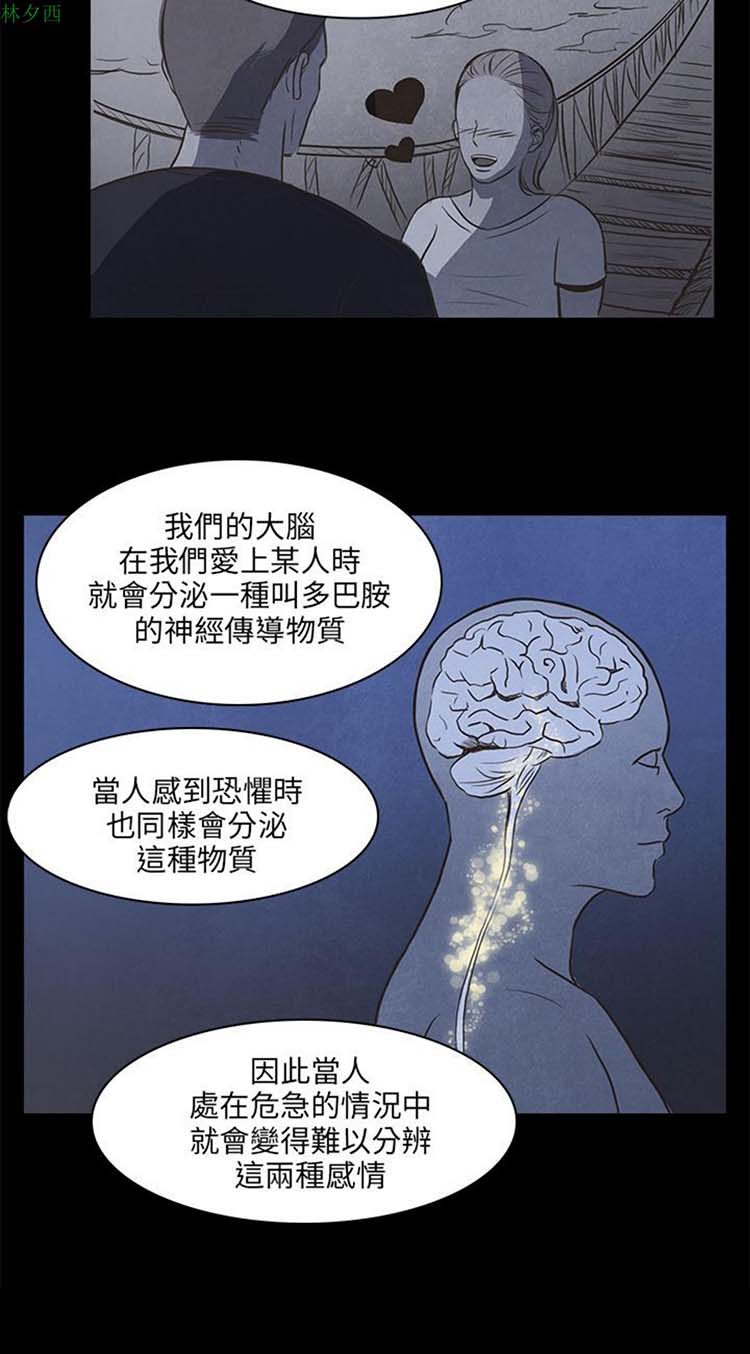 林夕西
我們的大腦
在我們愛上某人時
就會分泌一種叫多巴胺
的神經傳導物質
當人感到恐懼時
也同樣會分泌
這種物质
因此當人
處在危急的情況中
就會變得難以分辨
這兩種感情